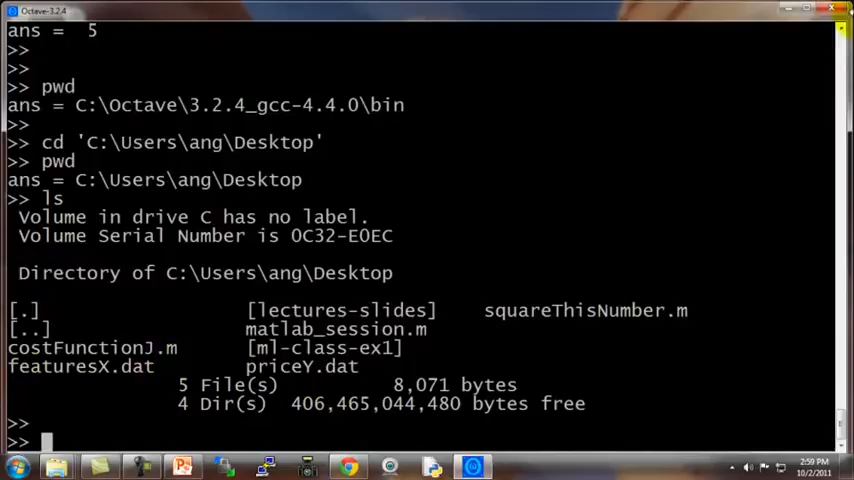 Octave-3.2.4
ans =  5
>>
>>
>> pwd
ans = C:\Octave\3.2.4_gcc-4.4.0\bin
>>
>> cd 'C:\Users\ang\Desktop'
>> pwd
ans = C:\Users\ang\Desktop
>> ls
Volume in drive C has no label.
Volume Serial Number is 0C32-E0EC
Directory of C:\Users\ang\Desktop
[.] [lectures-slides] squareThisNumber.m
[..] matlab_session.m
costFunctionJ.m [ml-class-ex1]
featuresX.dat priceY.dat
5 File(s) 8,071 bytes
4 Dir(s) 406,465,044,480 bytes free
>>
>>
2:59 PM
10/2/2011